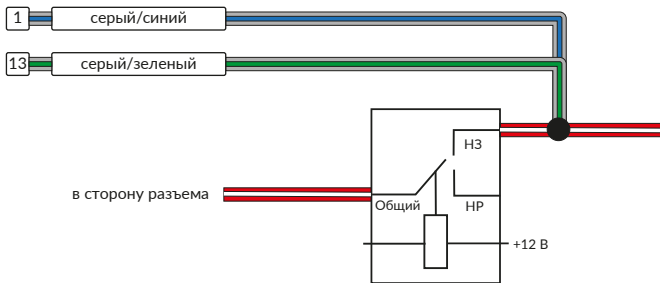 1 серый/синий
13 серый/зеленый
НЗ
в сторону разъема
Общий НР
+12 В